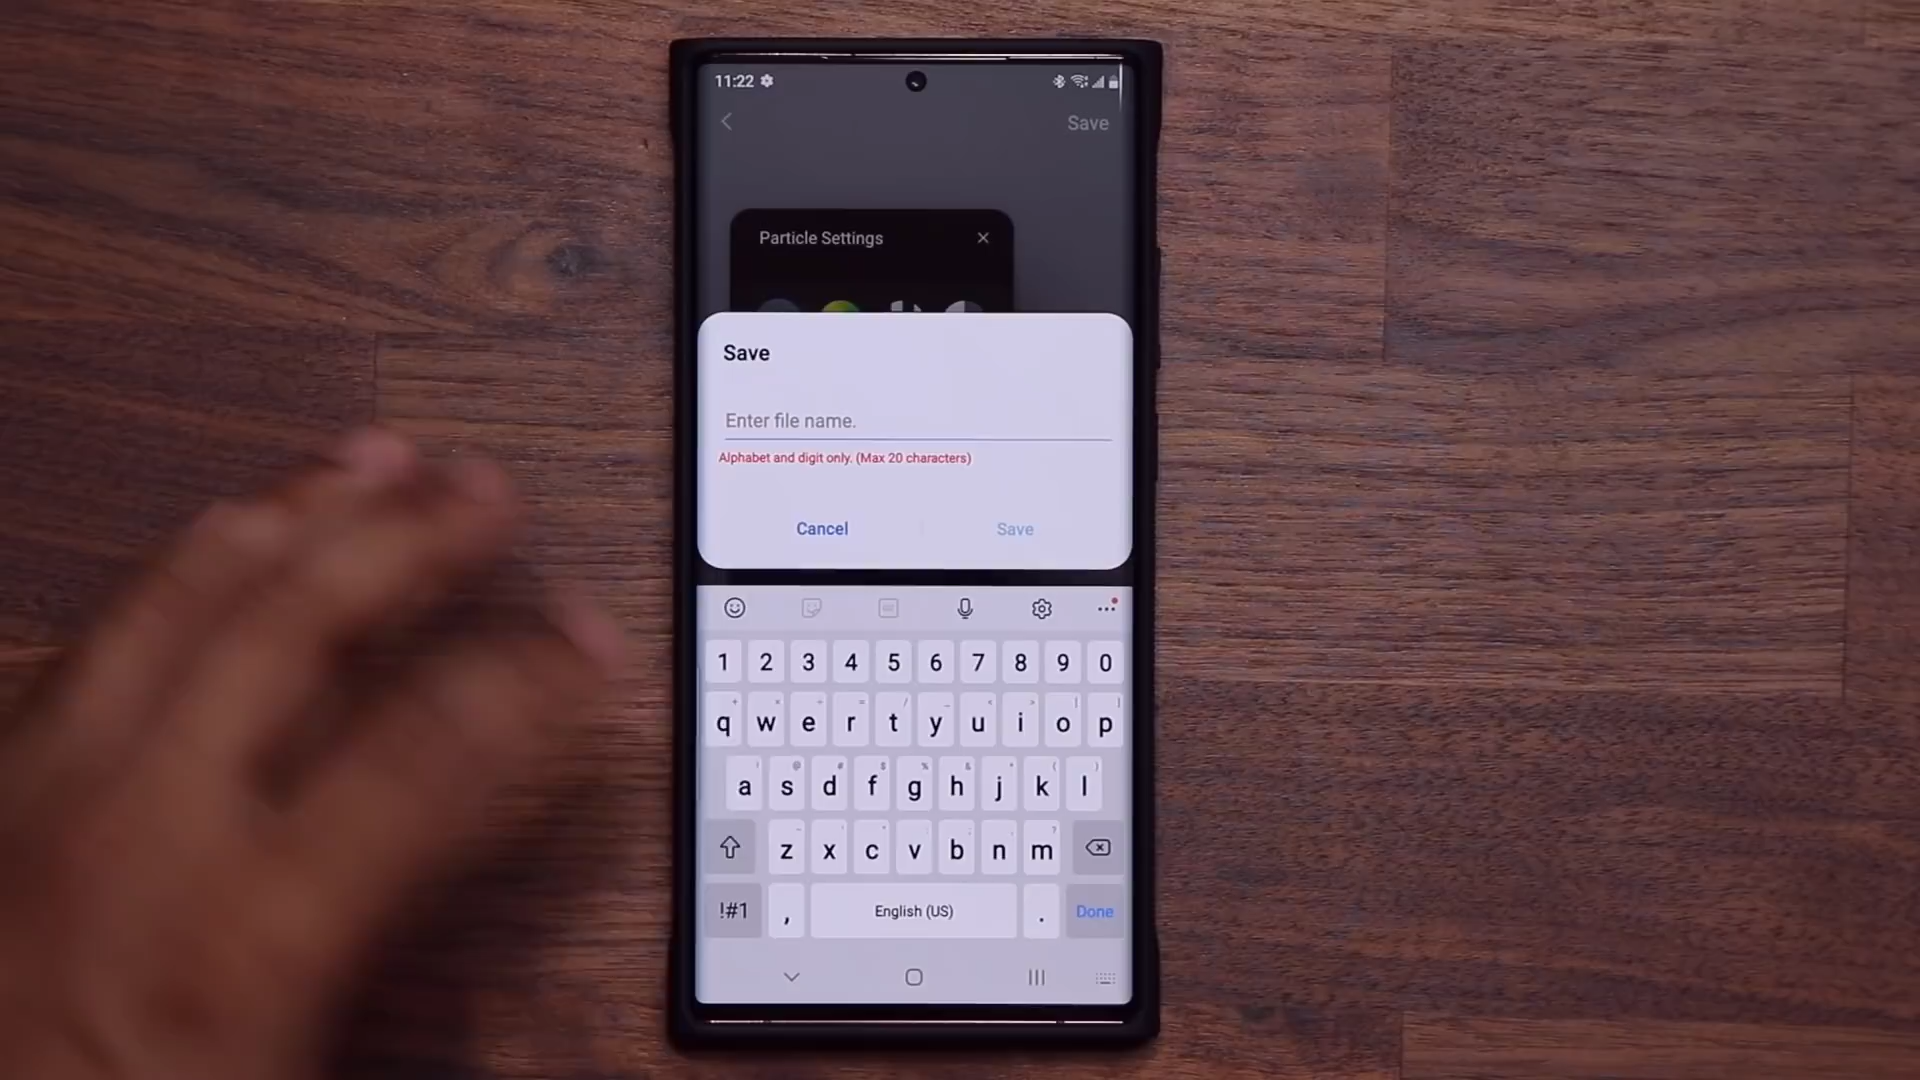 11:22
Save
Particle Settings
Save
Enter file name.
Alphabet and digit only. (Max 20 characters)
Cancel Save
1 2 3 4 5 6 7 8 9 0
q w e r t y u i o p
a s d f g h j k l
z x c v b n m
!#1 , English (US) . Done